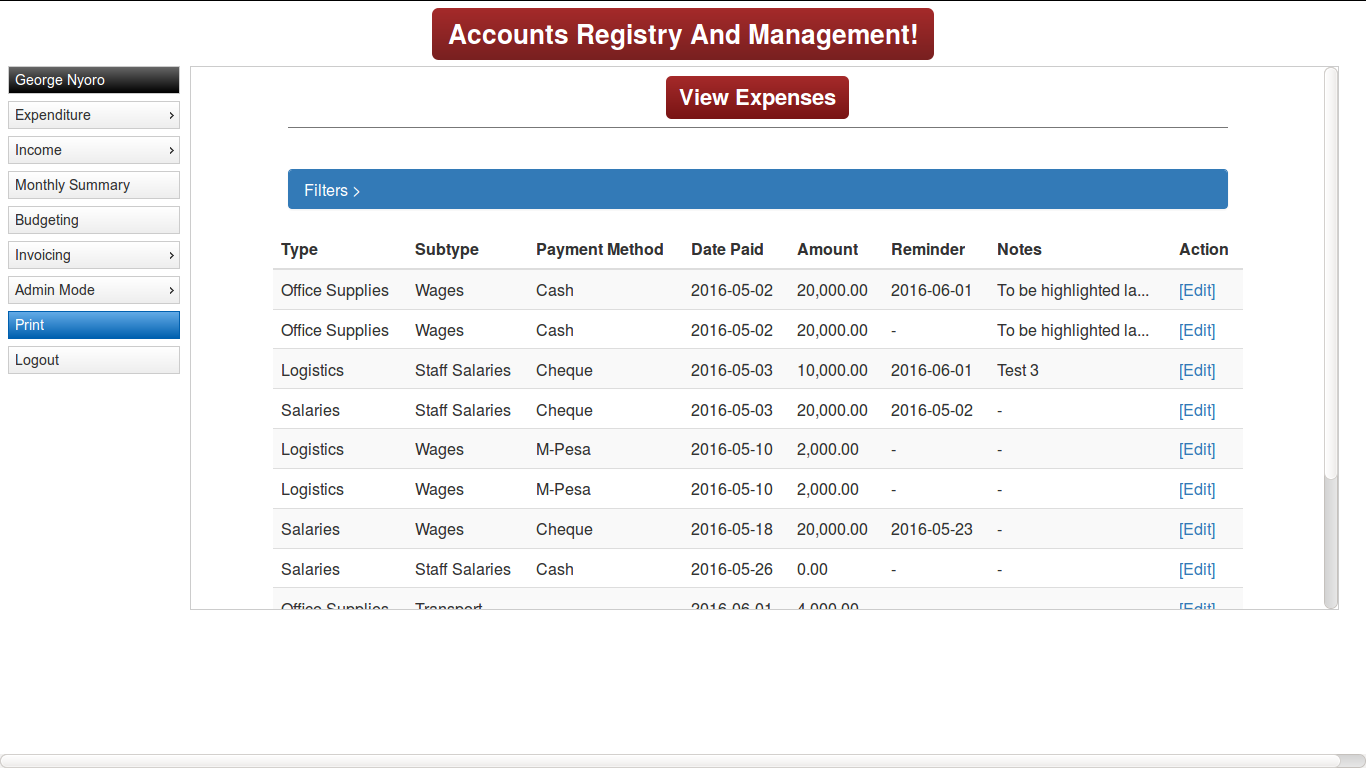 Accounts Registry And Management!
George Nyoro
Expenditure
Income
Monthly Summary
Budgeting
Invoicing
Admin Mode
Print
Logout
View Expenses
Filters >
Type Subtype Payment Method Date Paid Amount Reminder Notes Action
Office Supplies Wages Cash 2016-05-02 20,000.00 2016-06-01 To be highlighted la... [Edit]
Office Supplies Wages Cash 2016-05-02 20,000.00 - To be highlighted la... [Edit]
Logistics Staff Salaries Cheque 2016-05-03 10,000.00 2016-06-01 Test 3 [Edit]
Salaries Staff Salaries Cheque 2016-05-03 20,000.00 2016-05-02 - [Edit]
Logistics Wages M-Pesa 2016-05-10 2,000.00 - - [Edit]
Logistics Wages M-Pesa 2016-05-10 2,000.00 - - [Edit]
Salaries Wages Cheque 2016-05-18 20,000.00 2016-05-23 - [Edit]
Salaries Staff Salaries Cash 2016-05-26 0.00 - - [Edit]
Office Supplies Transport 2016-06-01 4,000.00 [Edit]